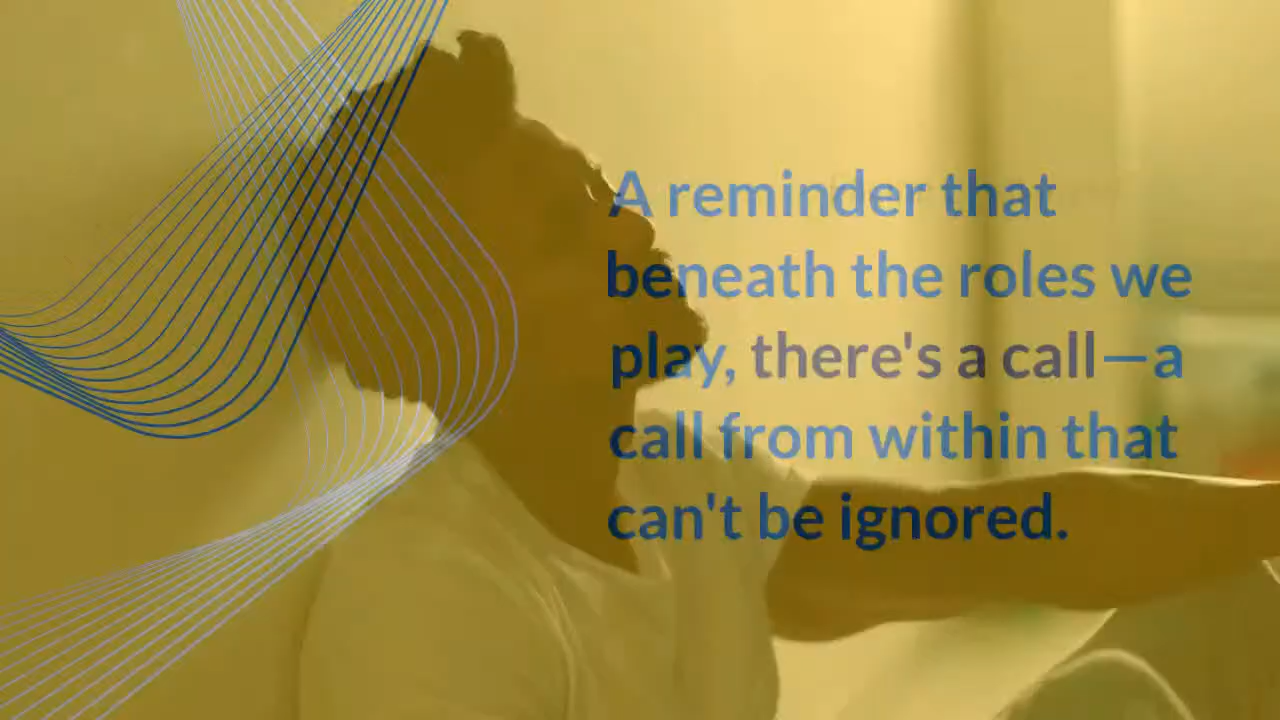 A reminder that
beneath the roles we
play, there's a call—a
call from within that
can't be ignored.